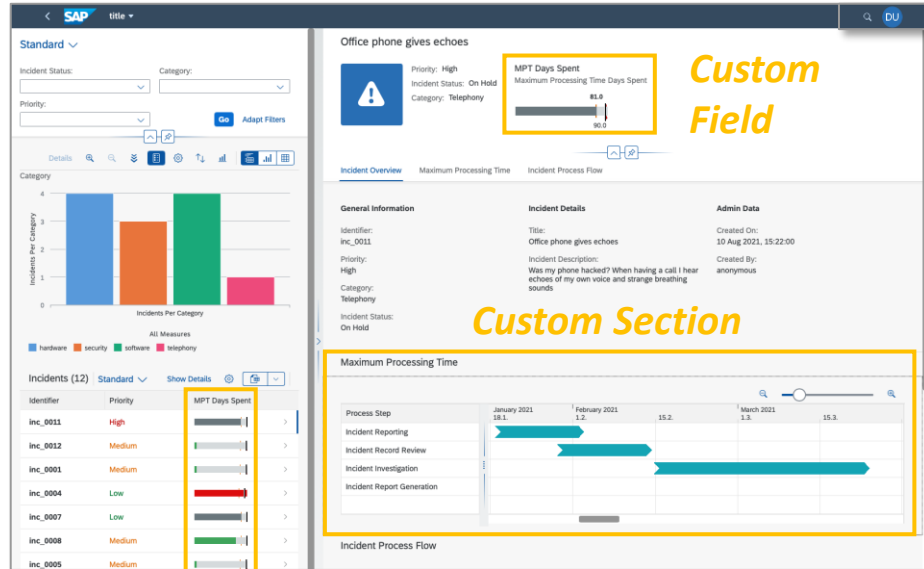 SAP title
DU
Standard
Incident Status:
Category:
Priority:
Go
Adapt Filters
Details
Category
Incidents Per Category
4
3
2
1
0
Incidents Per Category
All Measures
hardware
security
software
telephony
Incidents (12)
Standard
Show Details
Identifier
Priority
MPT Days Spent
inc_0011
High
inc_0012
Medium
inc_0001
Medium
inc_0004
Low
inc_0007
Low
inc_0008
Medium
inc_0005
Medium
Office phone gives echoes
Priority: High
Incident Status: On Hold
Category: Telephony
MPT Days Spent
Maximum Processing Time Days Spent
81.0
90.0
Custom
Field
Incident Overview
Maximum Processing Time
Incident Process Flow
General Information
Identifier:
inc_0011
Priority:
High
Category:
Telephony
Incident Status:
On Hold
Incident Details
Title:
Office phone gives echoes
Incident Description:
Was my phone hacked? When having a call I hear
echoes of my own voice and strange breathing
sounds
Admin Data
Created On:
10 Aug 2021, 15:22:00
Created By:
anonymous
Custom Section
Maximum Processing Time
Process Step
January 2021
18.1.
February 2021
1.2.
15.2.
March 2021
1.3.
15.3.
Incident Reporting
Incident Record Review
Incident Investigation
Incident Report Generation
Incident Process Flow